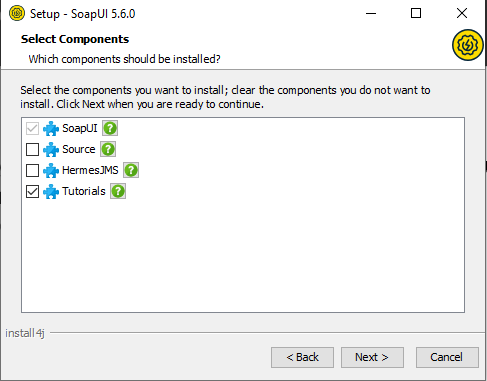 Setup - SoapUI 5.6.0
Select Components
Which components should be installed?
Select the components you want to install; clear the components you do not want to
install. Click Next when you are ready to continue.
SoapUI ?
Source ?
HermesJMS ?
Tutorials ?
install4j
< Back Next > Cancel